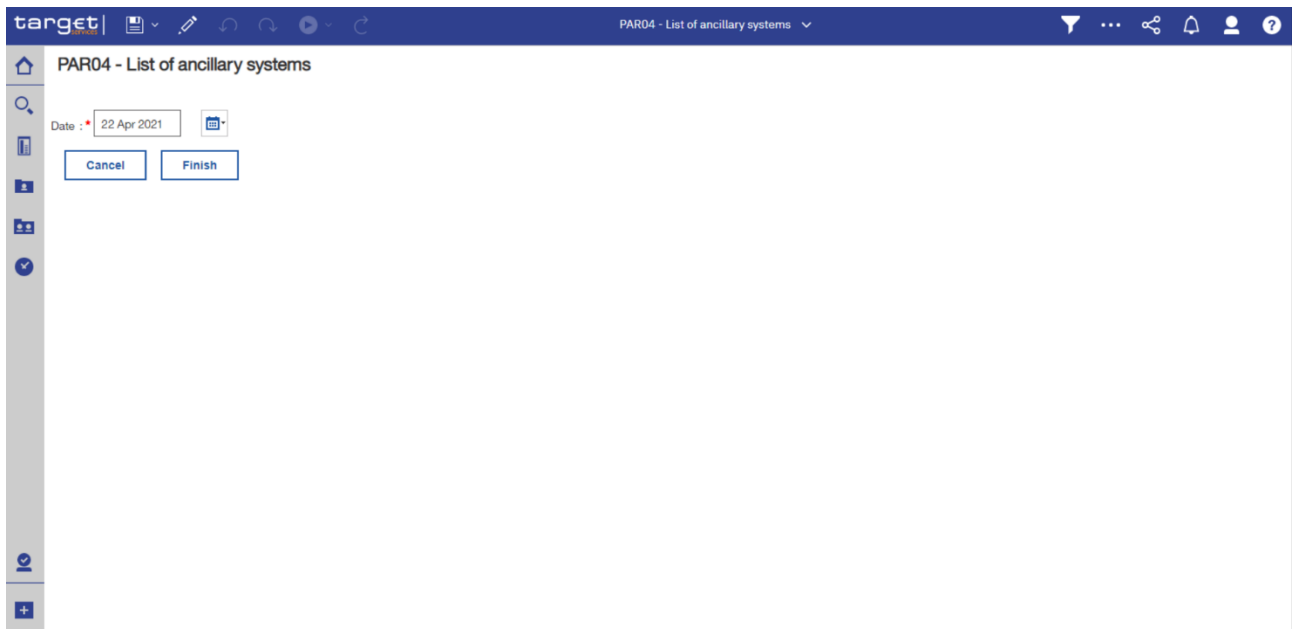 target|
services
PAR04 - List of ancillary systems
PAR04 - List of ancillary systems
Date : * 22 Apr 2021
Cancel Finish